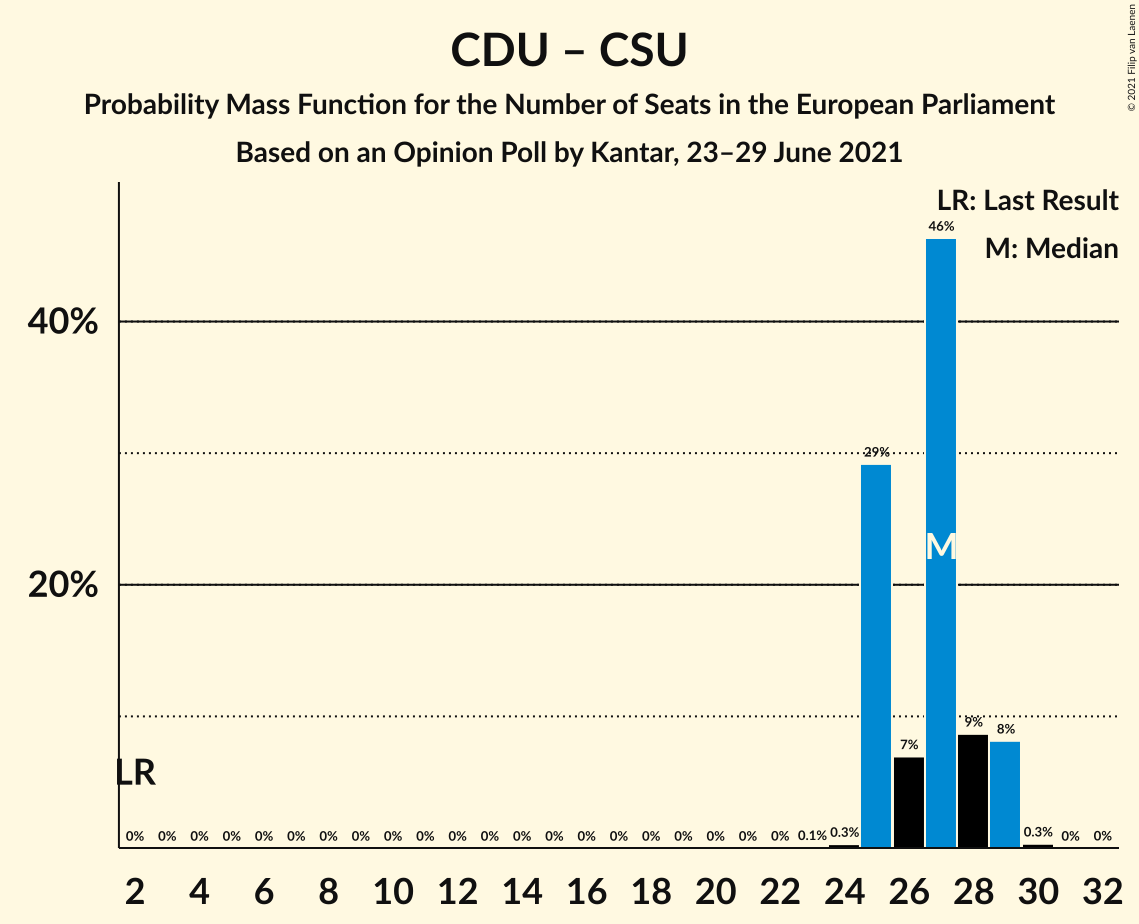 © 2021 Filip van Laenen
CDU – CSU
Probability Mass Function for the Number of Seats in the European Parliament
Based on an Opinion Poll by Kantar, 23–29 June 2021
LR: Last Result
M: Median
46%
40%
29%
M
20%
9%
8%
7%
LR
0% 0% 0% 0% 0% 0% 0% 0% 0% 0% 0% 0% 0% 0% 0% 0% 0% 0% 0% 0% 0% 0.1% 0.3% 0.3% 0% 0%
2 4 6 8 10 12 14 16 18 20 22 24 26 28 30 32